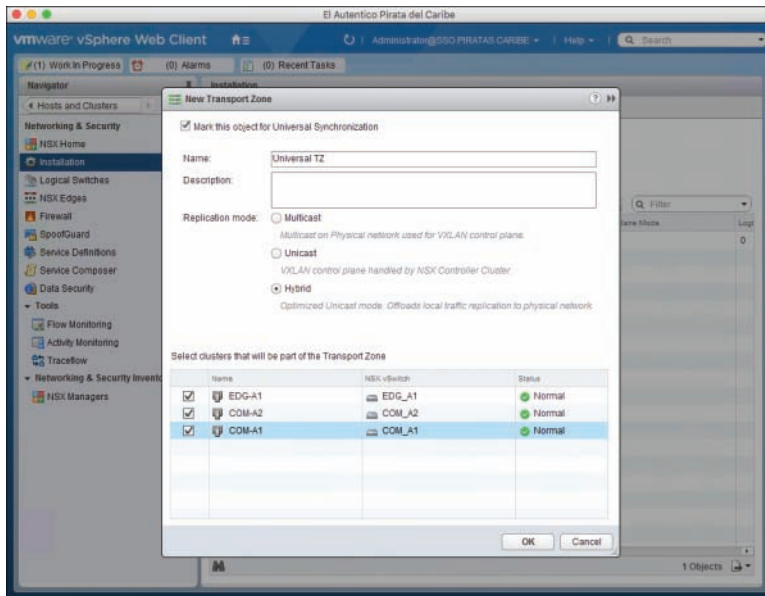 El Autentico Pirata del Caribe
vmware® vSphere Web Client
Administrator@SSO PIRATAS CARIBE
Help
Search
(1) Work In Progress
(0) Alarms
(0) Recent Tasks
Navigator
Installation
Hosts and Clusters
Networking & Security
NSX Home
Installation
Logical Switches
NSX Edges
Firewall
SpoofGuard
Service Definitions
Service Composer
Data Security
Tools
Flow Monitoring
Activity Monitoring
Traceflow
Networking & Security Invento
NSX Managers
New Transport Zone
Mark this object for Universal Synchronization
Name: Universal TZ
Description:
Replication mode: Multicast
Multicast on Physical network used for VXLAN control plane.
Unicast
VXLAN control plane handled by NSX Controller Cluster.
Hybrid
Optimized Unicast mode. Offloads local traffic replication to physical network.
Select clusters that will be part of the Transport Zone
Name NSX vSwitch Status
EDG-A1 EDG_A1 Normal
COM-A2 COM_A2 Normal
COM-A1 COM_A1 Normal
OK Cancel
Filter
Mode
0
1 Objects